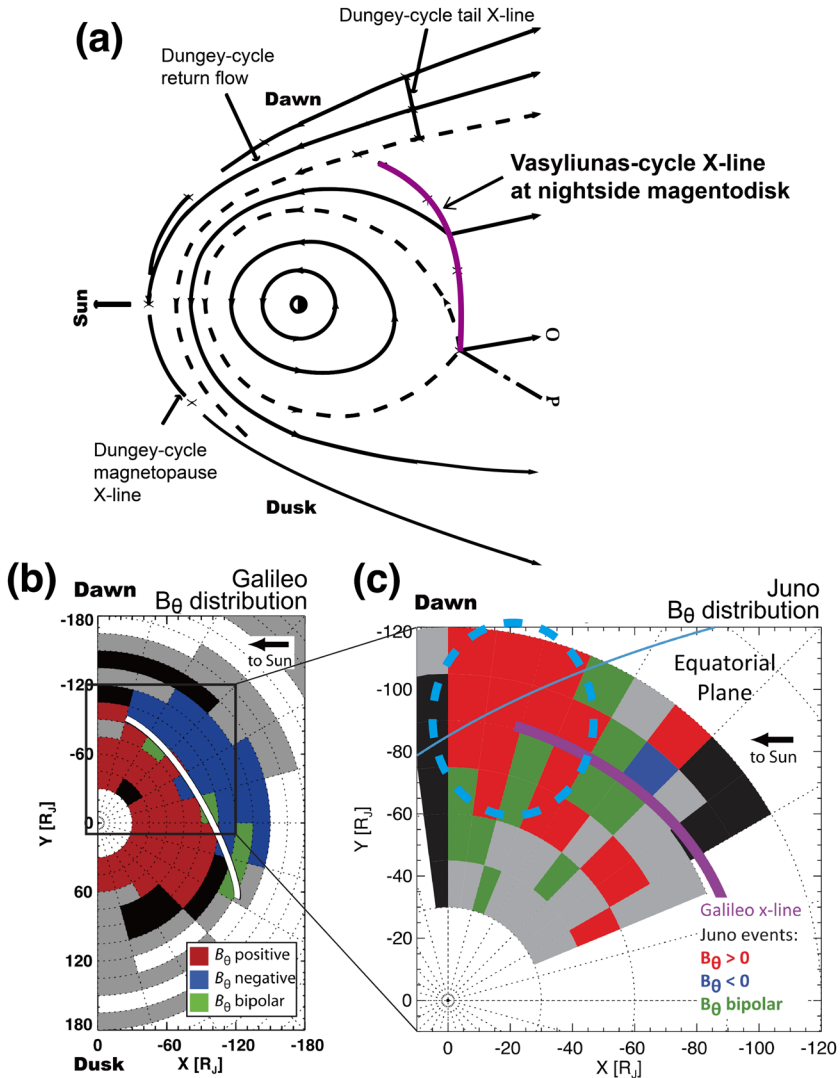 (a)
Dungey-cycle tail X-line
Dungey-cycle
return flow
Dawn
Vasyliunas-cycle X-line
at nightside magentodisk
Sun
O
P
Dungey-cycle
magnetopause
X-line
Dusk
(b)
Dawn
Galileo
Bθ distribution
-180
-120
-60
0
60
120
180
Y [RJ]
to Sun
Bθ positive
Bθ negative
Bθ bipolar
0
-60
-120
-180
Dusk
X [RJ]
(c)
Dawn
Juno
Bθ distribution
-120
-100
-80
-60
-40
-20
0
Y [RJ]
Equatorial
Plane
to Sun
Galileo x-line
Juno events:
Bθ > 0
Bθ < 0
Bθ bipolar
0
-20
-40
-60
-80
-100
-120
X [RJ]